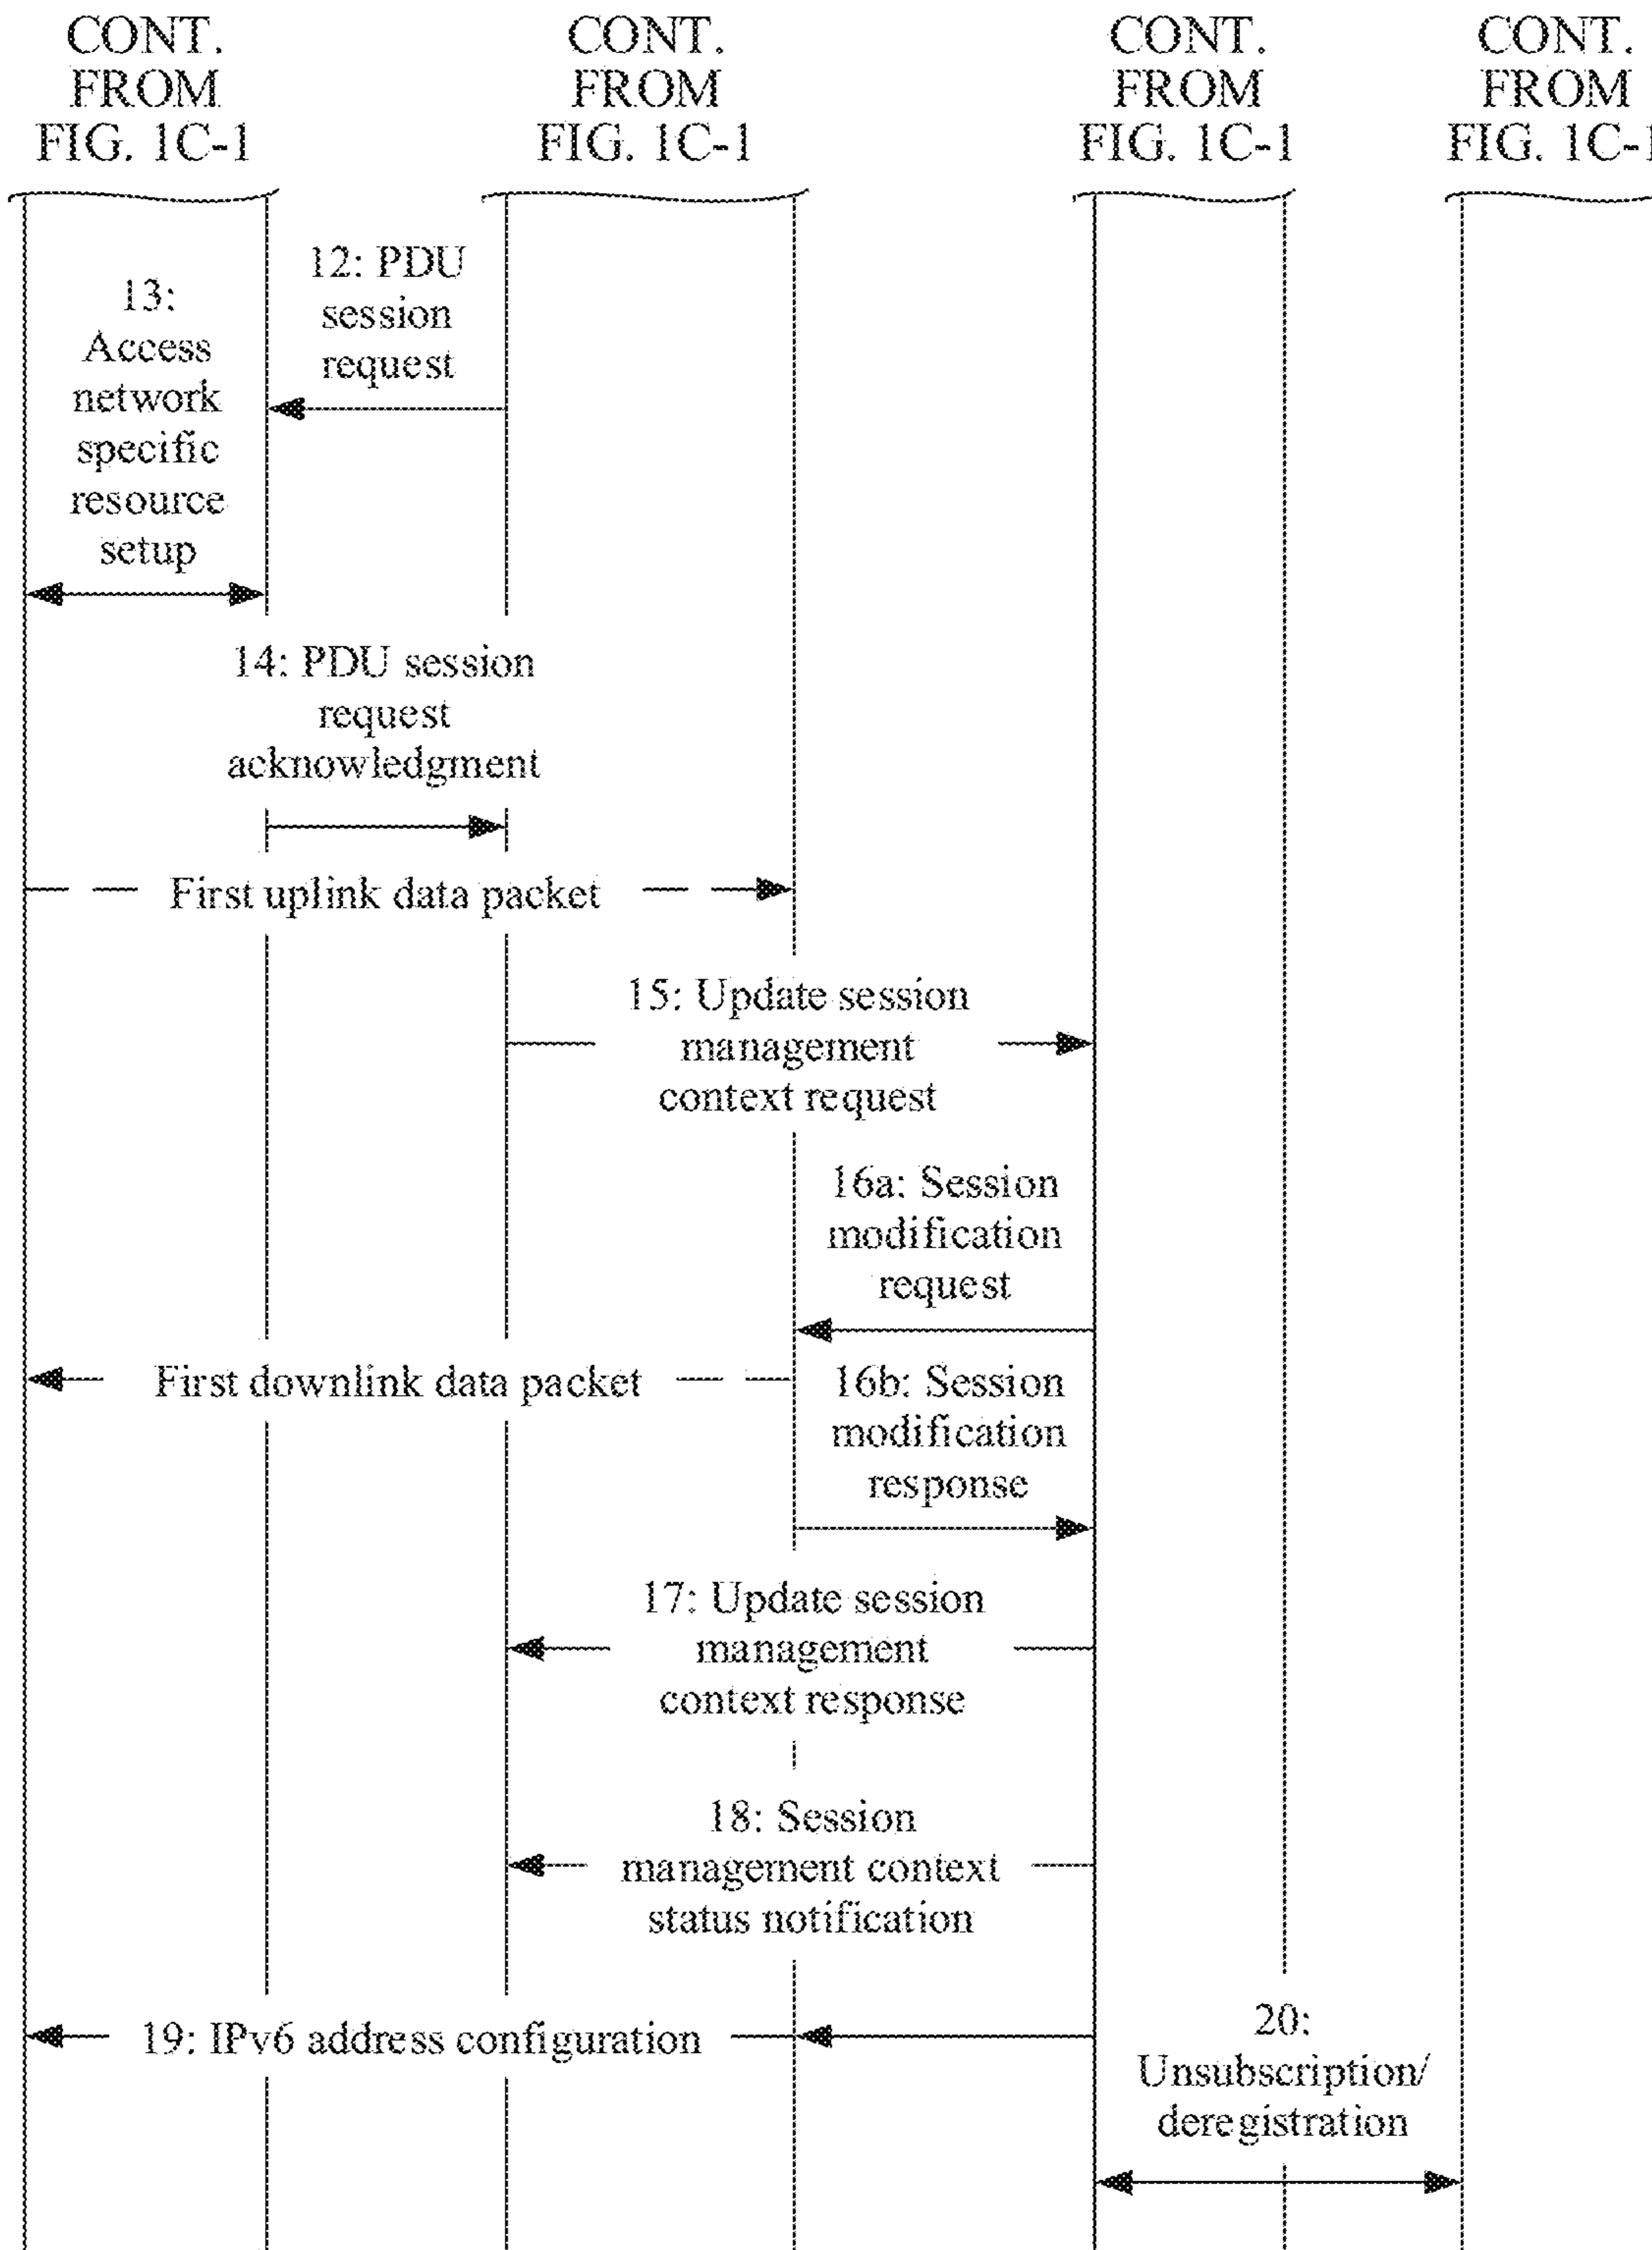 CONT.
FROM
FIG. 1C-1
CONT.
FROM
FIG. 1C-1
CONT.
FROM
FIG. 1C-1
CONT.
FROM
FIG. 1C-1
12: PDU
session
request
13:
Access
network
specific
resource
setup
14: PDU session
request
acknowledgment
First uplink data packet
15: Update session
management
context request
16a: Session
modification
request
First downlink data packet
16b: Session
modification
response
17: Update session
management
context response
18: Session
management context
status notification
19: IPv6 address configuration
20:
Unsubscription/
deregistration